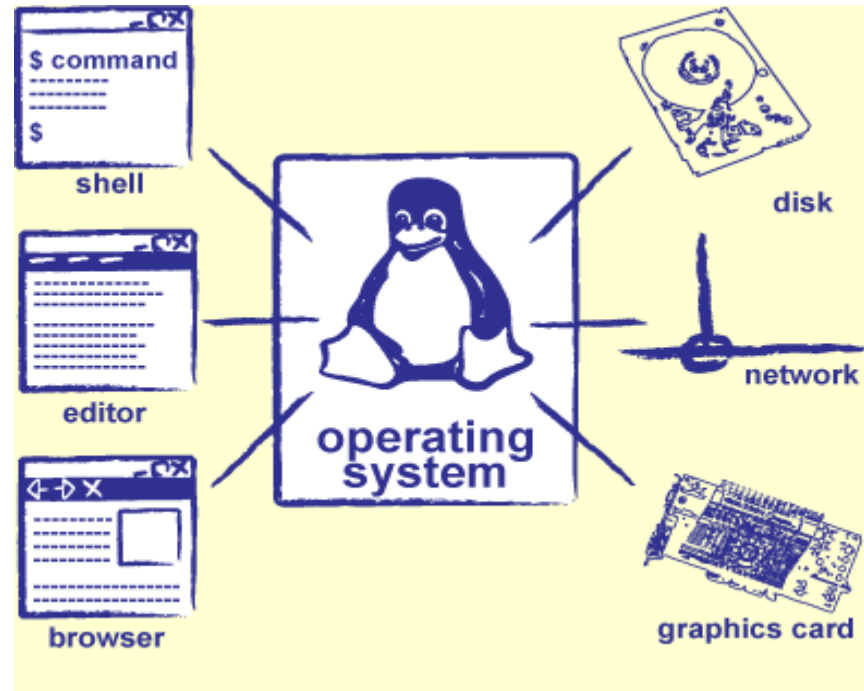 $ command
$
shell
editor
browser
operating
system
disk
network
graphics card